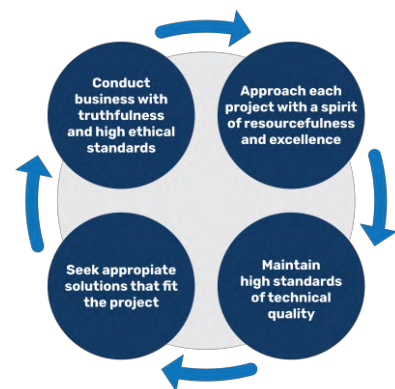 Conduct
business with
truthfulness
and high ethical
standards
Approach each
project with a spirit
of resourcefulness
and excellence
Seek appropiate
solutions that fit
the project
Maintain
high standards
of technical
quality